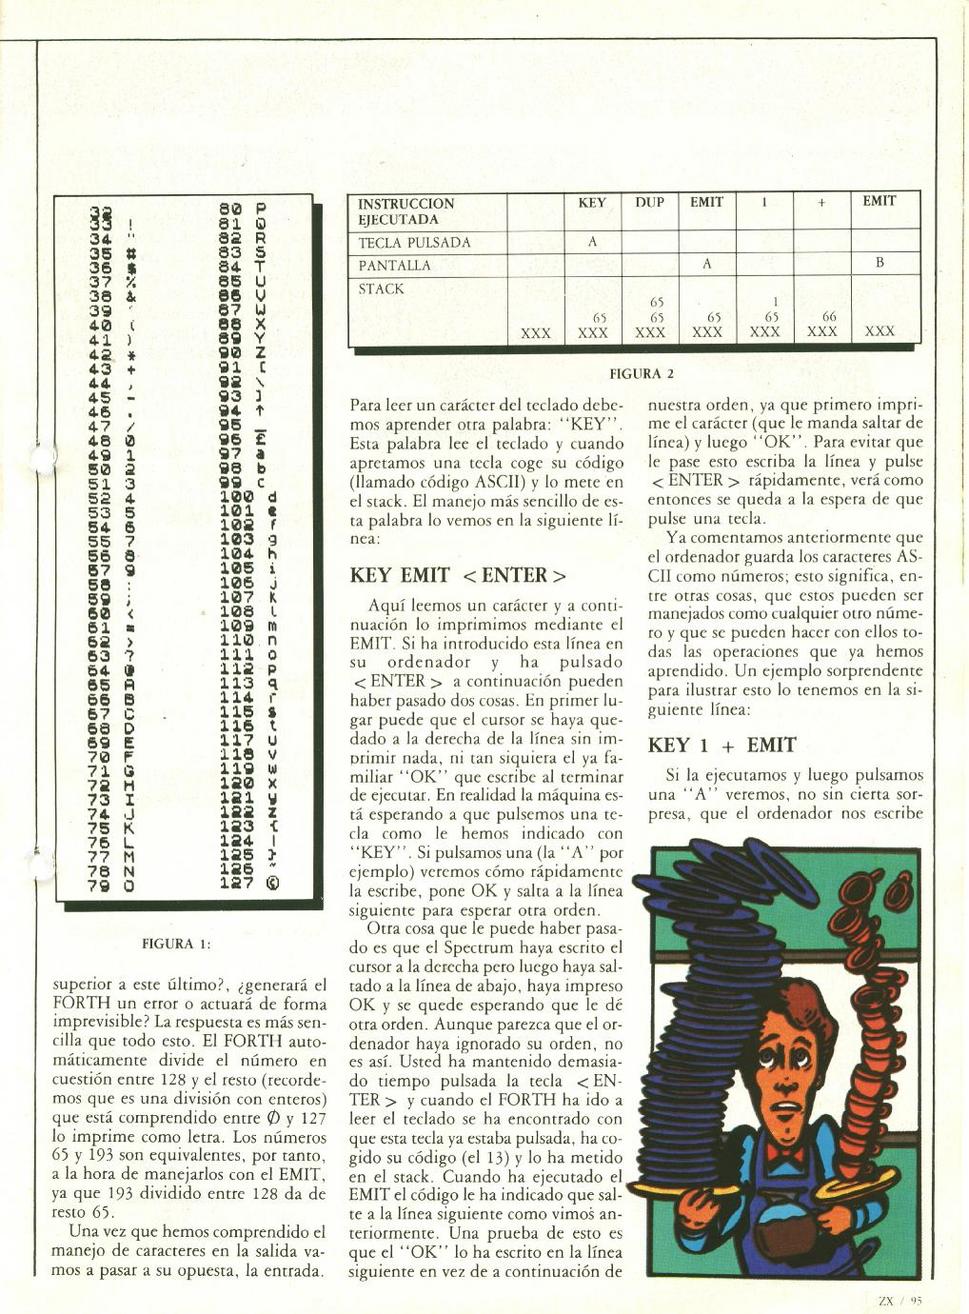 32
33 !
34 "
35 #
36 $
37 %
38 &
39 '
40 (
41 )
42 *
43 +
44 ,
45 -
46 .
47 /
48 0
49 1
50 2
51 3
52 4
53 5
54 6
55 7
56 8
57 9
58 :
59 ;
60 <
61 =
62 >
63 ?
64 @
65 A
66 B
67 C
68 D
69 E
70 F
71 G
72 H
73 I
74 J
75 K
76 L
77 M
78 N
79 O
80 P
81 Q
82 R
83 S
84 T
85 U
86 V
87 W
88 X
89 Y
90 Z
91 [
92 \
93 ]
94 ↑
95 _
96 £
97 a
98 b
99 c
100 d
101 e
102 f
103 g
104 h
105 i
106 j
107 k
108 l
109 m
110 n
111 o
112 p
113 q
114 r
115 s
116 t
117 u
118 v
119 w
120 x
121 y
122 z
123 {
124 |
125 }
126 ~
127 ©
FIGURA 1:
superior a este último?, ¿generará el
FORTH un error o actuará de forma
imprevisible? La respuesta es más sen-
cilla que todo esto. El FORTH auto-
máticamente divide el número en
cuestión entre 128 y el resto (recorde-
mos que es una división con enteros)
que está comprendido entre Ø y 127
lo imprime como letra. Los números
65 y 193 son equivalentes, por tanto,
a la hora de manejarlos con el EMIT,
ya que 193 dividido entre 128 da de
resto 65.
Una vez que hemos comprendido el
manejo de caracteres en la salida va-
mos a pasar a su opuesta, la entrada.
INSTRUCCION KEY DUP EMIT 1 + EMIT
EJECUTADA
TECLA PULSADA A
PANTALLA A B
STACK
65 1
65 65 65 65 66
XXX XXX XXX XXX XXX XXX XXX
FIGURA 2
Para leer un carácter del teclado debe-
mos aprender otra palabra: "KEY".
Esta palabra lee el teclado y cuando
apretamos una tecla coge su código
(llamado código ASCII) y lo mete en
el stack. El manejo más sencillo de es-
ta palabra lo vemos en la siguiente lí-
nea:
KEY EMIT < ENTER >
Aquí leemos un carácter y a conti-
nuación lo imprimimos mediante el
EMIT. Si ha introducido esta línea en
su ordenador y ha pulsado
< ENTER > a continuación pueden
haber pasado dos cosas. En primer lu-
gar puede que el cursor se haya que-
dado a la derecha de la línea sin im-
primir nada, ni tan siquiera el ya fa-
miliar "OK" que escribe al terminar
de ejecutar. En realidad la máquina es-
tá esperando a que pulsemos una te-
cla como le hemos indicado con
"KEY". Si pulsamos una (la "A" por
ejemplo) veremos cómo rápidamente
la escribe, pone OK y salta a la línea
siguiente para esperar otra orden.
Otra cosa que le puede haber pasa-
do es que el Spectrum haya escrito el
cursor a la derecha pero luego haya sal-
tado a la línea de abajo, haya impreso
OK y se quede esperando que le dé
otra orden. Aunque parezca que el or-
denador haya ignorado su orden, no
es así. Usted ha mantenido demasia-
do tiempo pulsada la tecla < EN-
TER > y cuando el FORTH ha ido a
leer el teclado se ha encontrado con
que esta tecla ya estaba pulsada, ha co-
gido su código (el 13) y lo ha metido
en el stack. Cuando ha ejecutado el
EMIT el código le ha indicado que sal-
te a la línea siguiente como vimos an-
teriormente. Una prueba de esto es
que el "OK" lo ha escrito en la línea
siguiente en vez de a continuación de
nuestra orden, ya que primero impri-
me el carácter (que le manda saltar de
línea) y luego "OK". Para evitar que
le pase esto escriba la línea y pulse
< ENTER > rápidamente, verá como
entonces se queda a la espera de que
pulse una tecla.
Ya comentamos anteriormente que
el ordenador guarda los caracteres AS-
CII como números; esto significa, en-
tre otras cosas, que estos pueden ser
manejados como cualquier otro núme-
ro y que se pueden hacer con ellos to-
das las operaciones que ya hemos
aprendido. Un ejemplo sorprendente
para ilustrar esto lo tenemos en la si-
guiente línea:
KEY 1 + EMIT
Si la ejecutamos y luego pulsamos
una "A" veremos, no sin cierta sor-
presa, que el ordenador nos escribe
ZX / 95